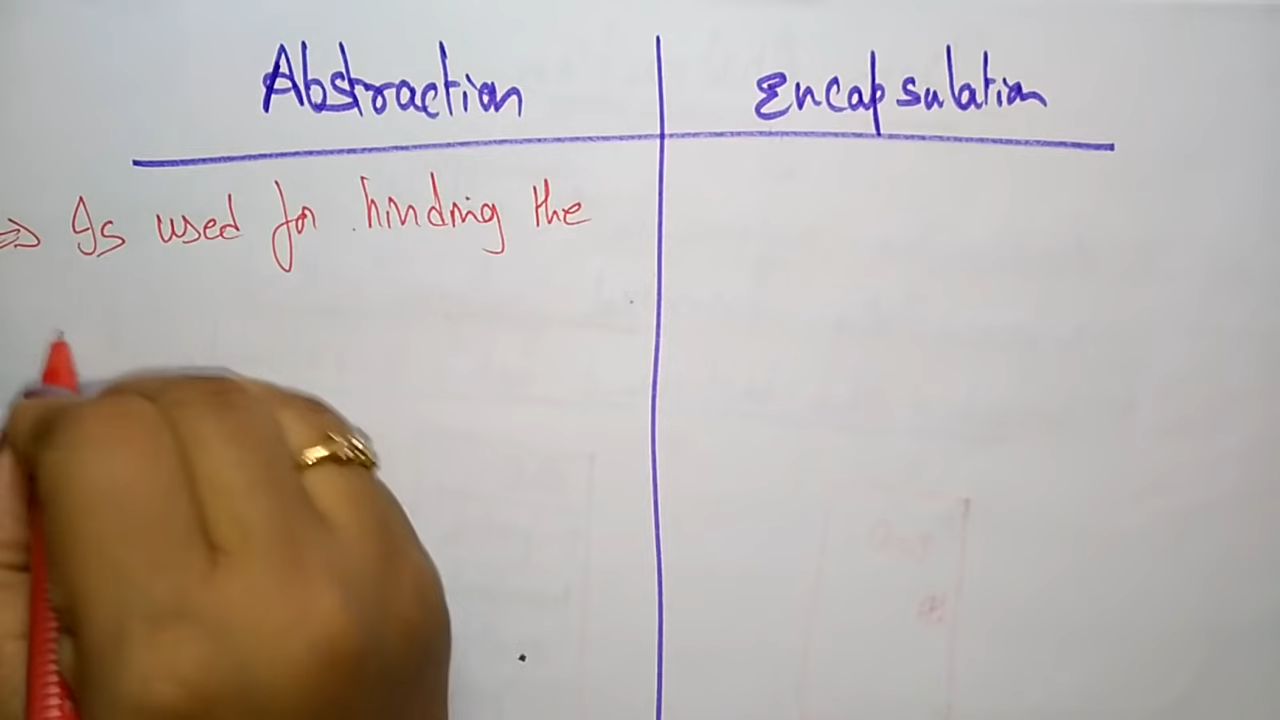 Abstraction
Encapsulation
⇒ Is used for hinding the